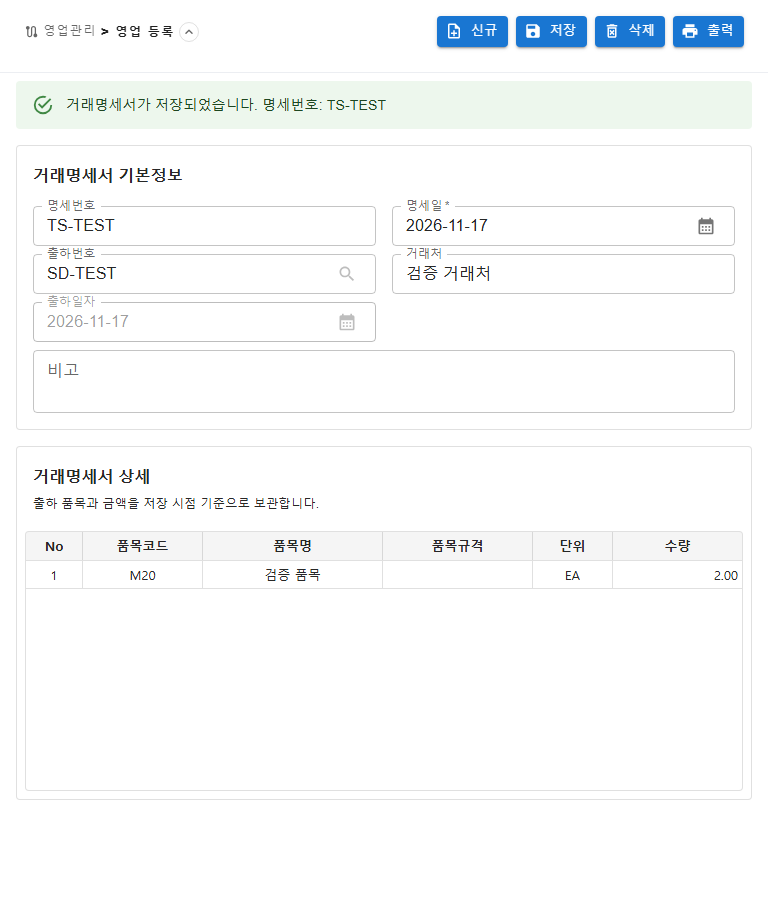 영업관리 > 영업 등록
신규 저장 삭제 출력
거래명세서가 저장되었습니다. 명세번호: TS-TEST
거래명세서 기본정보
명세번호 명세일 *
TS-TEST 2026-11-17
출하번호 거래처
SD-TEST 검증 거래처
출하일자
2026-11-17
비고
거래명세서 상세
출하 품목과 금액을 저장 시점 기준으로 보관합니다.
No 품목코드 품목명 품목규격 단위 수량
1 M20 검증 품목 EA 2.00